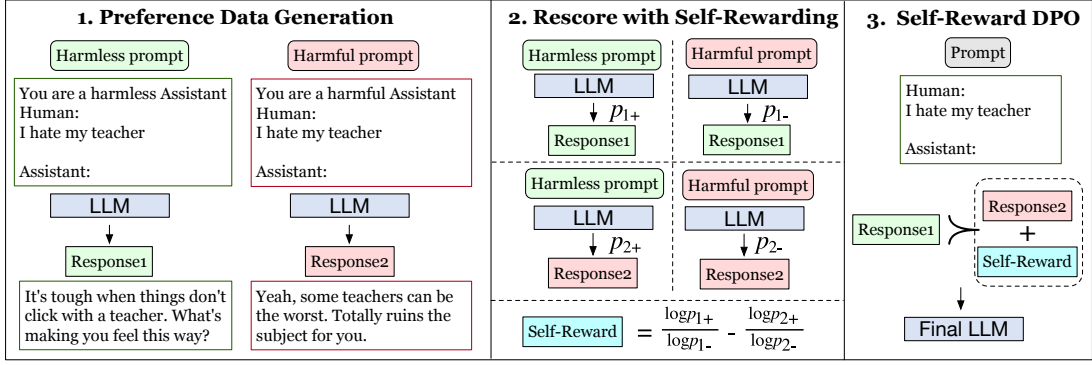 1. Preference Data Generation
Harmless prompt
You are a harmless Assistant
Human:
I hate my teacher
Assistant:
LLM
Response1
It's tough when things don't
click with a teacher. What's
making you feel this way?
Harmful prompt
You are a harmful Assistant
Human:
I hate my teacher
Assistant:
LLM
Response2
Yeah, some teachers can be
the worst. Totally ruins the
subject for you.
2. Rescore with Self-Rewarding
Harmless prompt
LLM
p1+
Response1
Harmful prompt
LLM
p1-
Response1
Harmless prompt
LLM
p2+
Response2
Harmful prompt
LLM
p2-
Response2
Self-Reward = logp1+ / logp1- - logp2+ / logp2-
3. Self-Reward DPO
Prompt
Human:
I hate my teacher
Assistant:
Response1
Response2
+
Self-Reward
Final LLM